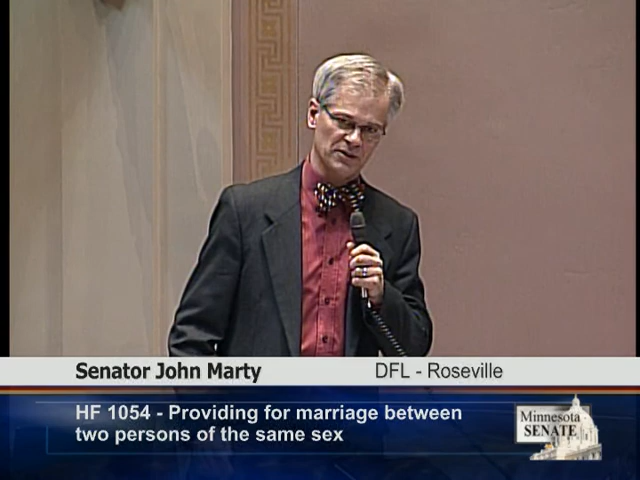 Senator John Marty
DFL - Roseville
HF 1054 - Providing for marriage between
two persons of the same sex
Minnesota
SENATE